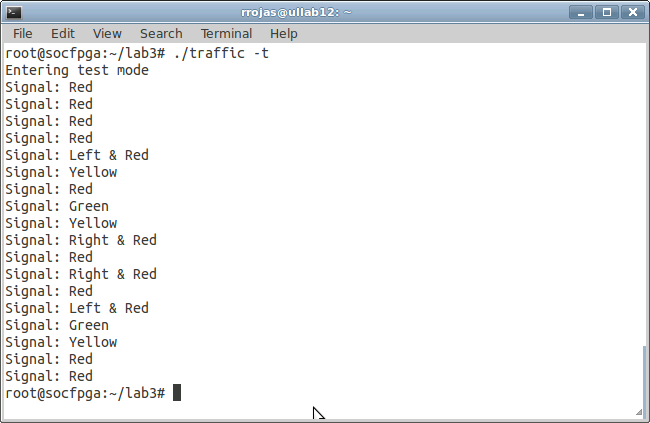 rrojas@ullab12: ~
File Edit View Search Terminal Help
root@socfpga:~/lab3# ./traffic -t
Entering test mode
Signal: Red
Signal: Red
Signal: Red
Signal: Red
Signal: Left & Red
Signal: Yellow
Signal: Red
Signal: Green
Signal: Yellow
Signal: Right & Red
Signal: Red
Signal: Right & Red
Signal: Red
Signal: Left & Red
Signal: Green
Signal: Yellow
Signal: Red
Signal: Red
root@socfpga:~/lab3#